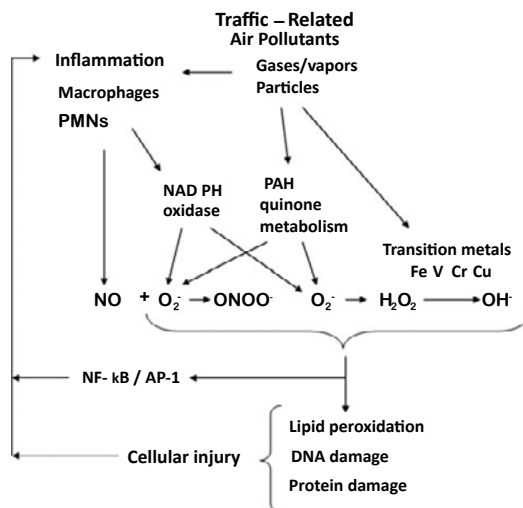 Traffic – Related
Air Pollutants
Inflammation
Gases/vapors
Particles
Macrophages
PMNs
NAD PH
oxidase
PAH
quinone
metabolism
Transition metals
Fe V Cr Cu
NO + O₂⁻ ONOO⁻ O₂⁻ H₂O₂ OH⁻
NF- kB / AP-1
Lipid peroxidation
Cellular injury
DNA damage
Protein damage